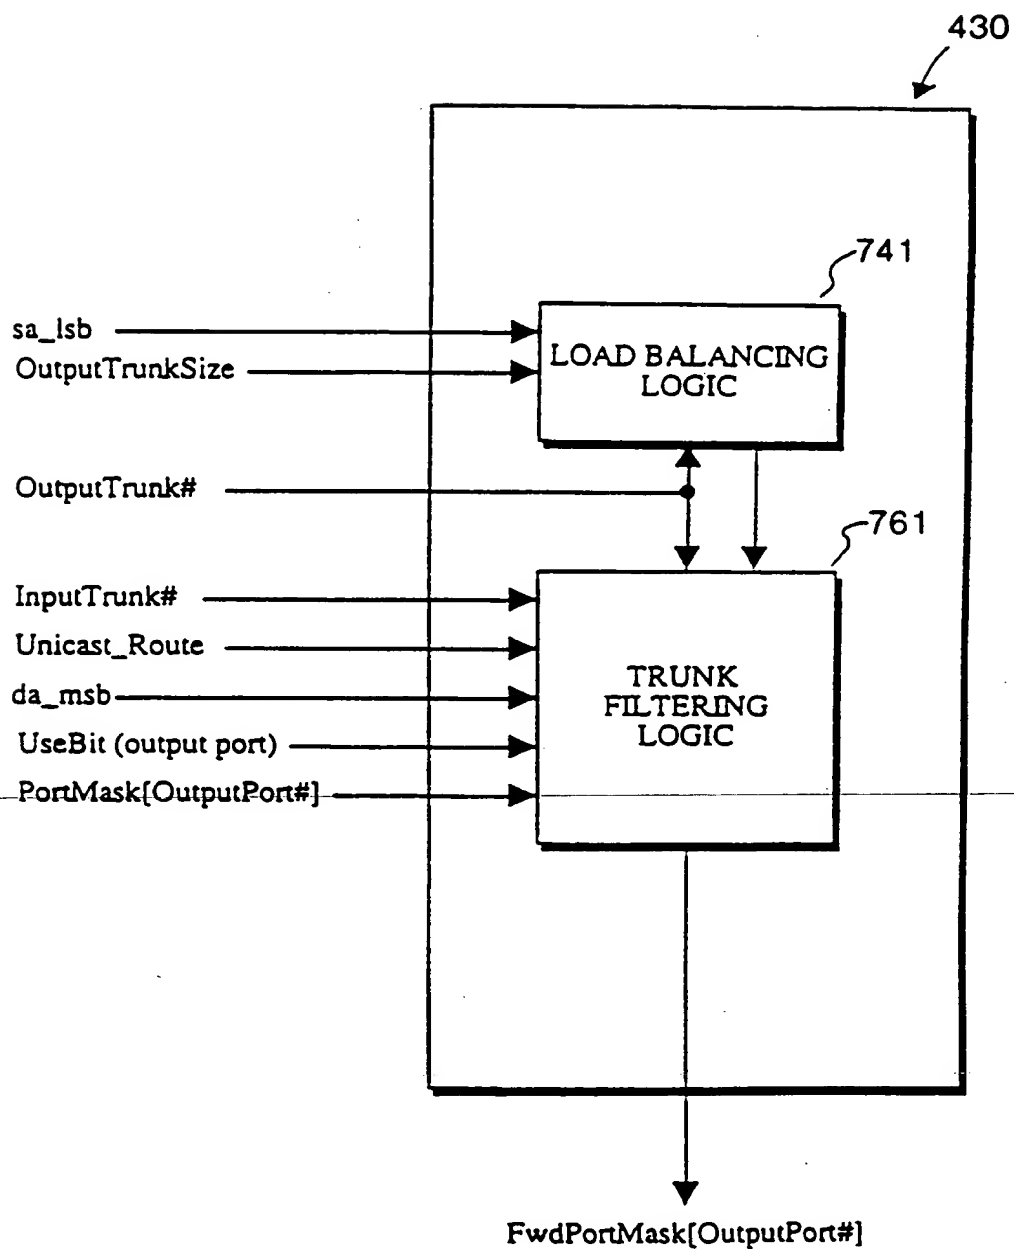 430
741
sa_lsb
OutputTrunkSize
LOAD BALANCING
LOGIC
OutputTrunk#
761
InputTrunk#
Unicast_Route
da_msb
UseBit (output port)
PortMask[OutputPort#]
TRUNK
FILTERING
LOGIC
FwdPortMask[OutputPort#]